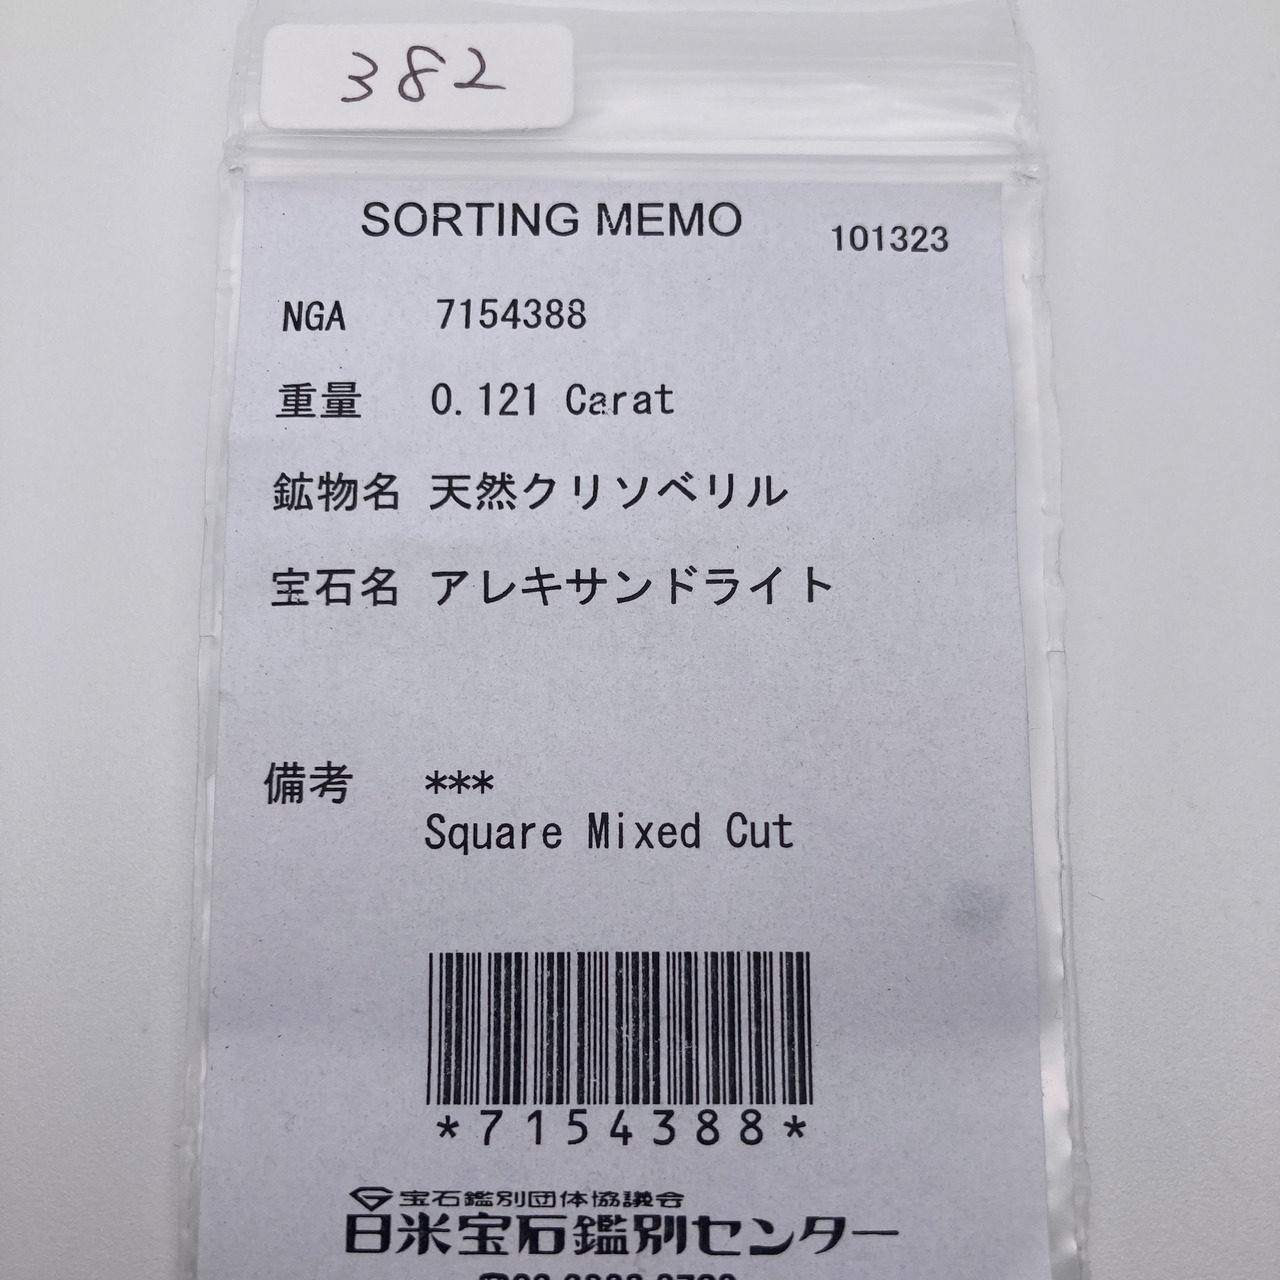 382
SORTING MEMO 101323
NGA 7154388
重量 0.121 Carat
鉱物名 天然クリソベリル
宝石名 アレキサンドライト
備考 ***
Square Mixed Cut
*7154388*
宝石鑑別団体協議会
日米宝石鑑別センター